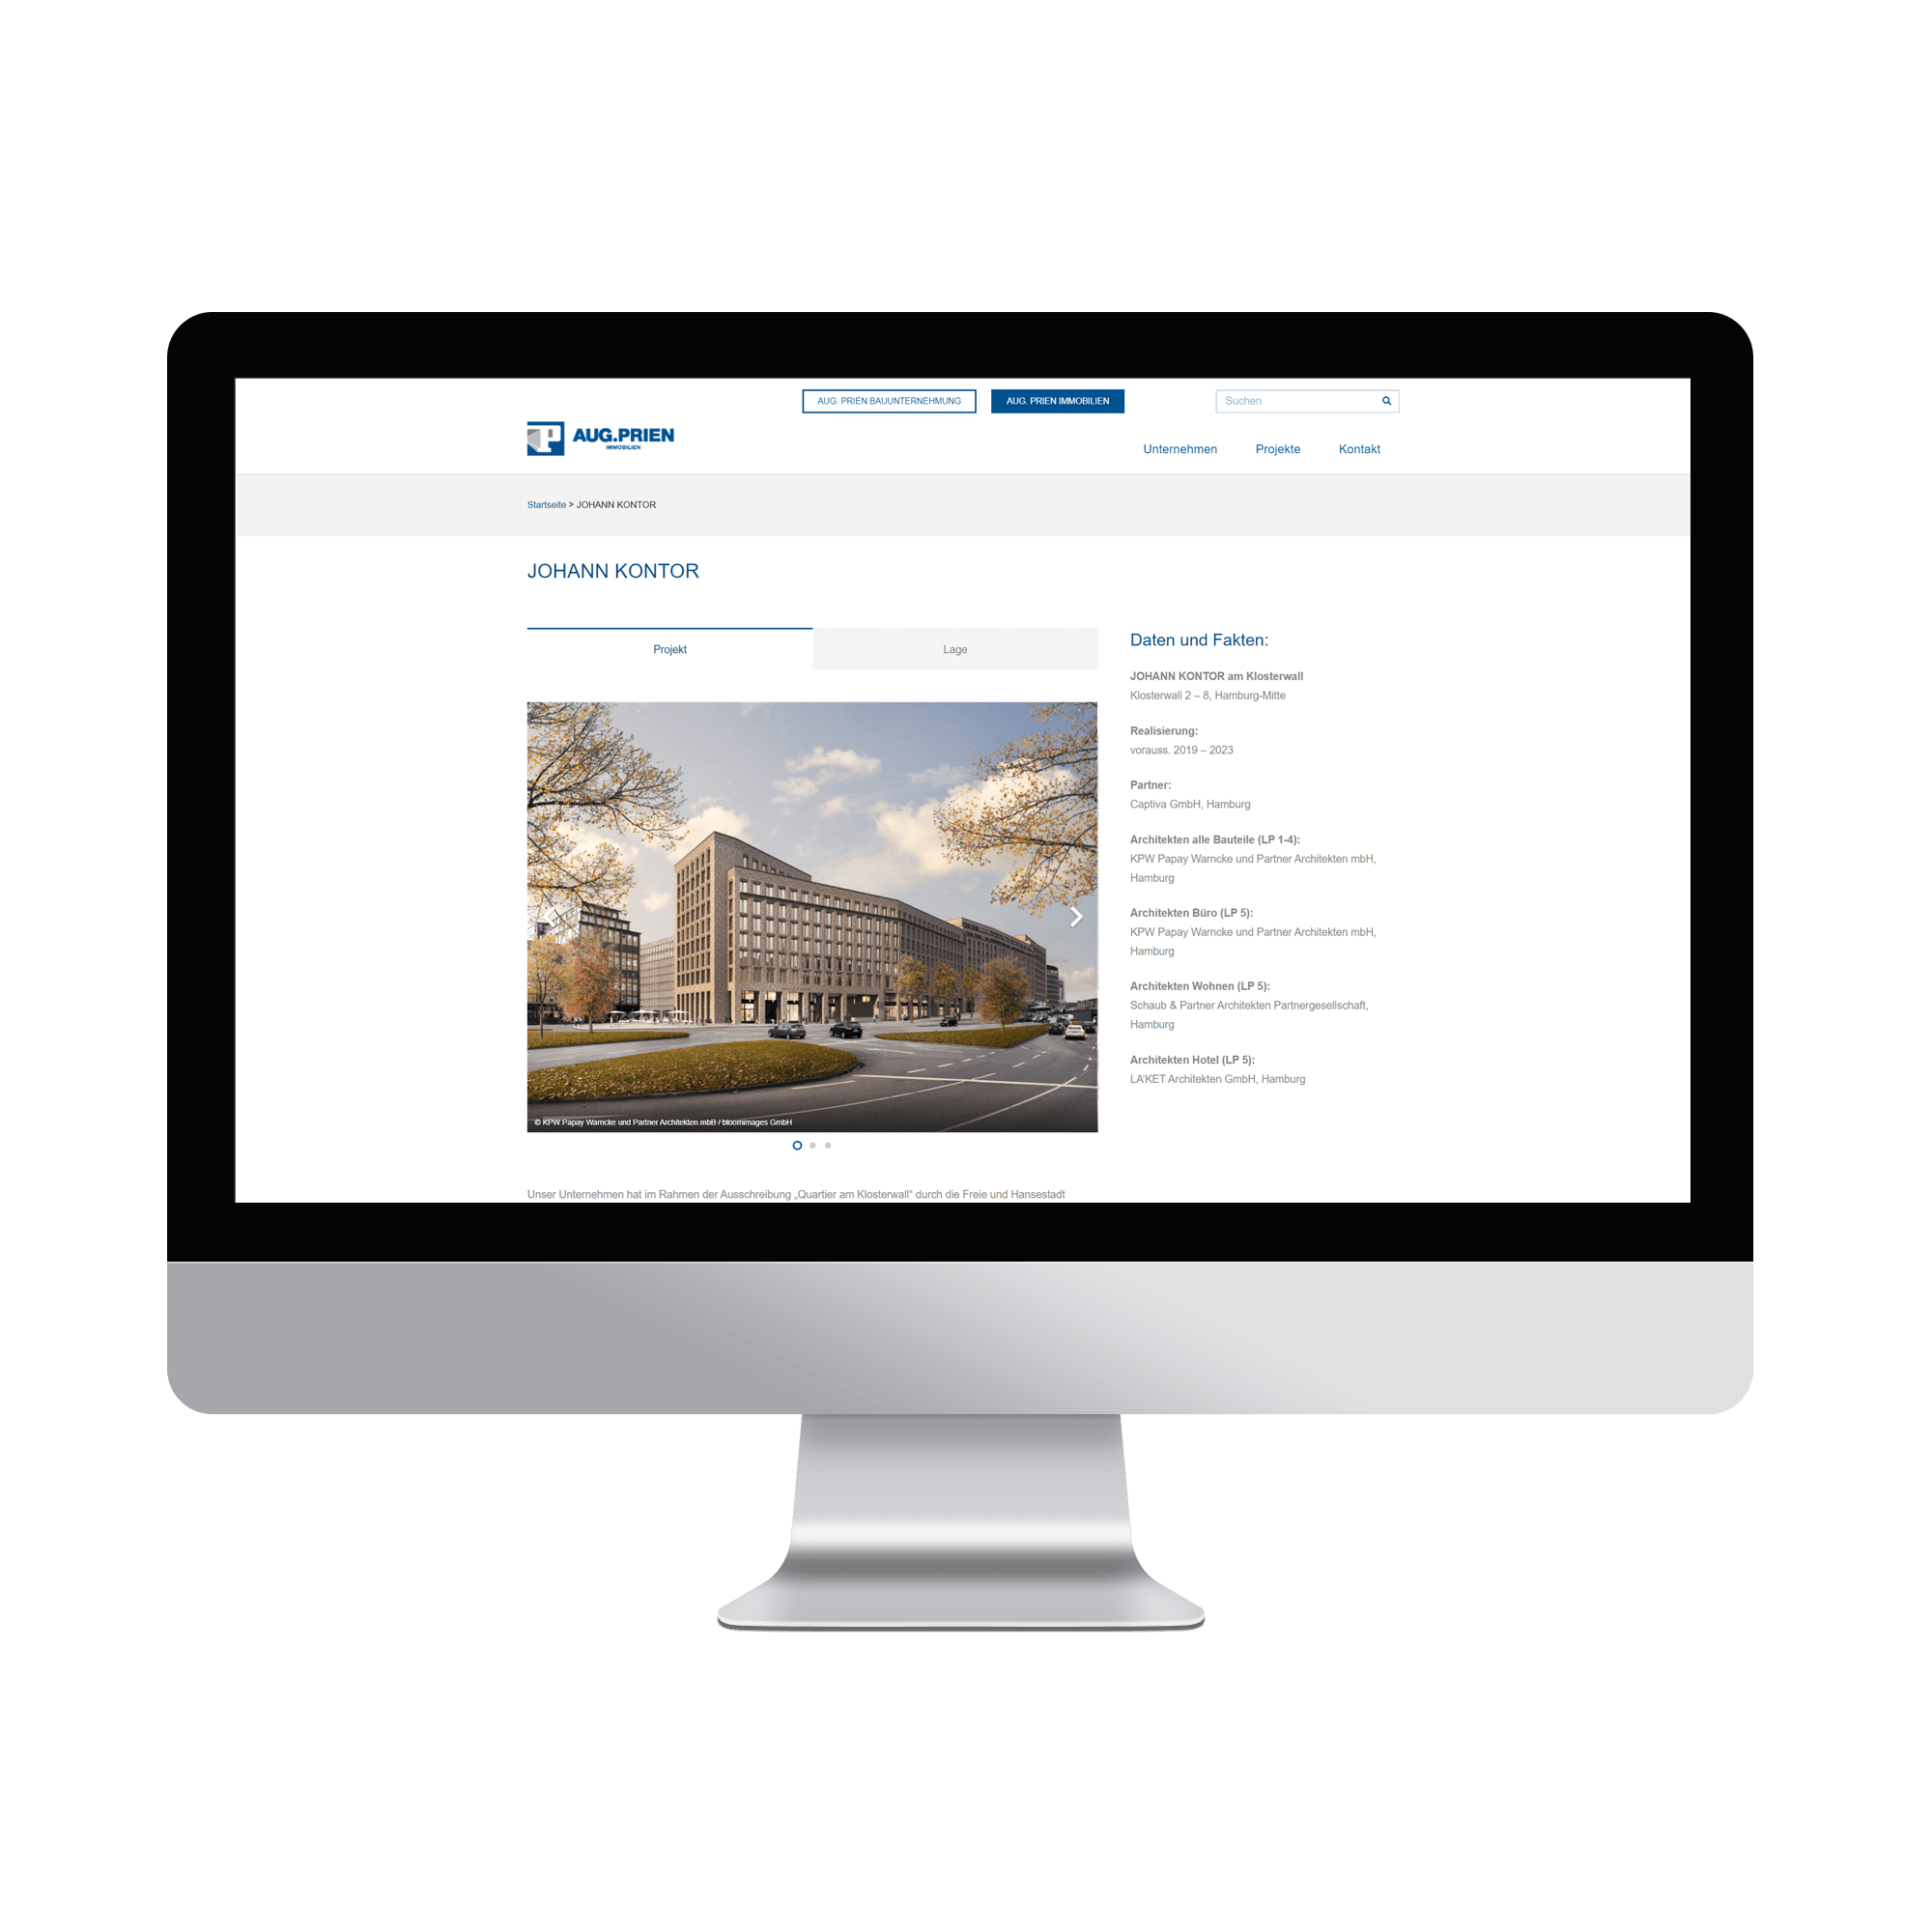 AUG. PRIEN BAUUNTERNEHMUNG
AUG. PRIEN IMMOBILIEN
Suchen
AUG.PRIEN
IMMOBILIEN
Unternehmen
Projekte
Kontakt
Startseite > JOHANN KONTOR
JOHANN KONTOR
Projekt
Lage
© KPW Papay Warncke und Partner Architekten mbB / bloomimages GmbH
Unser Unternehmen hat im Rahmen der Ausschreibung „Quartier am Klosterwall“ durch die Freie und Hansestadt
Daten und Fakten:
JOHANN KONTOR am Klosterwall
Klosterwall 2 – 8, Hamburg-Mitte
Realisierung:
vorauss. 2019 – 2023
Partner:
Captiva GmbH, Hamburg
Architekten alle Bauteile (LP 1-4):
KPW Papay Warncke und Partner Architekten mbH,
Hamburg
Architekten Büro (LP 5):
KPW Papay Warncke und Partner Architekten mbH,
Hamburg
Architekten Wohnen (LP 5):
Schaub & Partner Architekten Partnergesellschaft,
Hamburg
Architekten Hotel (LP 5):
LA'KET Architekten GmbH, Hamburg